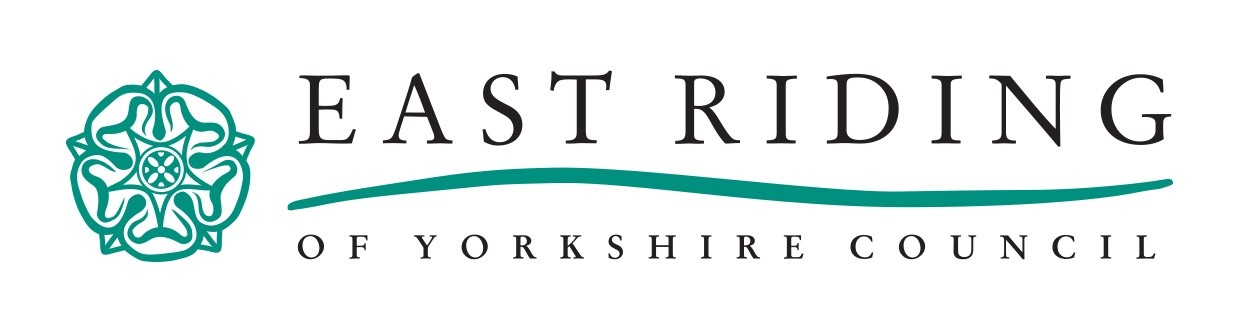 EAST RIDING
OF YORKSHIRE COUNCIL